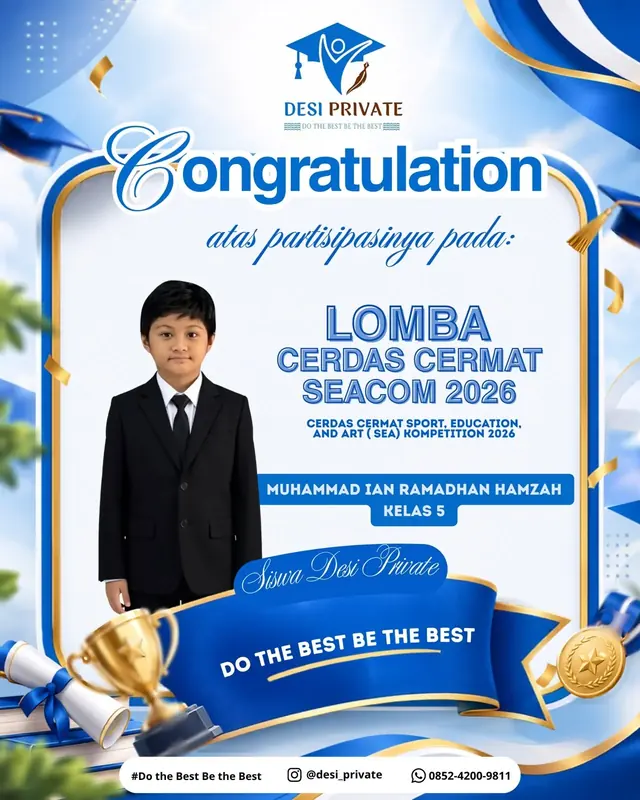 DESI PRIVATE
DO THE BEST BE THE BEST
Congratulation
atas partisipasinya pada:
LOMBA
CERDAS CERMAT
SEACOM 2026
CERDAS CERMAT SPORT, EDUCATION,
AND ART ( SEA) KOMPETITION 2026
MUHAMMAD IAN RAMADHAN HAMZAH
KELAS 5
Siswa Desi Private
DO THE BEST BE THE BEST
#Do the Best Be the Best
@desi_private
0852-4200-9811